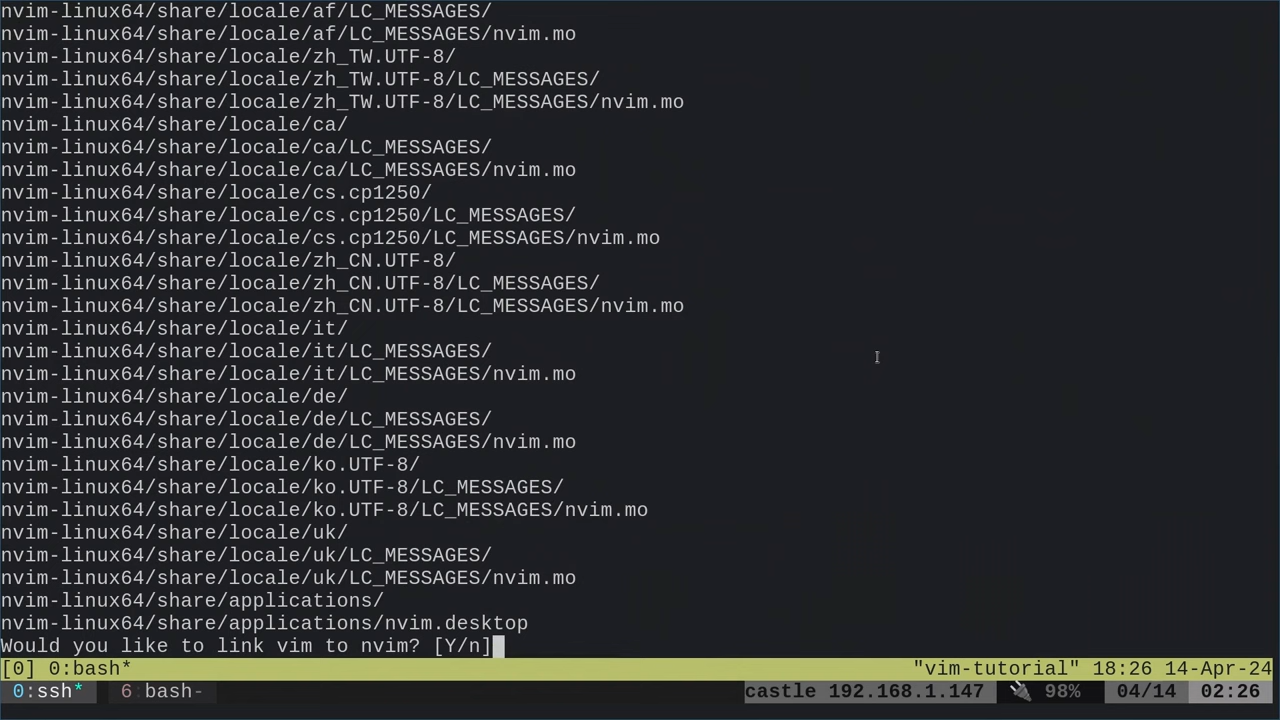 nvim-linux64/share/locale/af/LC_MESSAGES/
nvim-linux64/share/locale/af/LC_MESSAGES/nvim.mo
nvim-linux64/share/locale/zh_TW.UTF-8/
nvim-linux64/share/locale/zh_TW.UTF-8/LC_MESSAGES/
nvim-linux64/share/locale/zh_TW.UTF-8/LC_MESSAGES/nvim.mo
nvim-linux64/share/locale/ca/
nvim-linux64/share/locale/ca/LC_MESSAGES/
nvim-linux64/share/locale/ca/LC_MESSAGES/nvim.mo
nvim-linux64/share/locale/cs.cp1250/
nvim-linux64/share/locale/cs.cp1250/LC_MESSAGES/
nvim-linux64/share/locale/cs.cp1250/LC_MESSAGES/nvim.mo
nvim-linux64/share/locale/zh_CN.UTF-8/
nvim-linux64/share/locale/zh_CN.UTF-8/LC_MESSAGES/
nvim-linux64/share/locale/zh_CN.UTF-8/LC_MESSAGES/nvim.mo
nvim-linux64/share/locale/it/
nvim-linux64/share/locale/it/LC_MESSAGES/
nvim-linux64/share/locale/it/LC_MESSAGES/nvim.mo
nvim-linux64/share/locale/de/
nvim-linux64/share/locale/de/LC_MESSAGES/
nvim-linux64/share/locale/de/LC_MESSAGES/nvim.mo
nvim-linux64/share/locale/ko.UTF-8/
nvim-linux64/share/locale/ko.UTF-8/LC_MESSAGES/
nvim-linux64/share/locale/ko.UTF-8/LC_MESSAGES/nvim.mo
nvim-linux64/share/locale/uk/
nvim-linux64/share/locale/uk/LC_MESSAGES/
nvim-linux64/share/locale/uk/LC_MESSAGES/nvim.mo
nvim-linux64/share/applications/
nvim-linux64/share/applications/nvim.desktop
Would you like to link vim to nvim? [Y/n]
[0] 0:bash* "vim-tutorial" 18:26 14-Apr-24
0:ssh* 6 bash- castle 192.168.1.147 98% 04/14 02:26